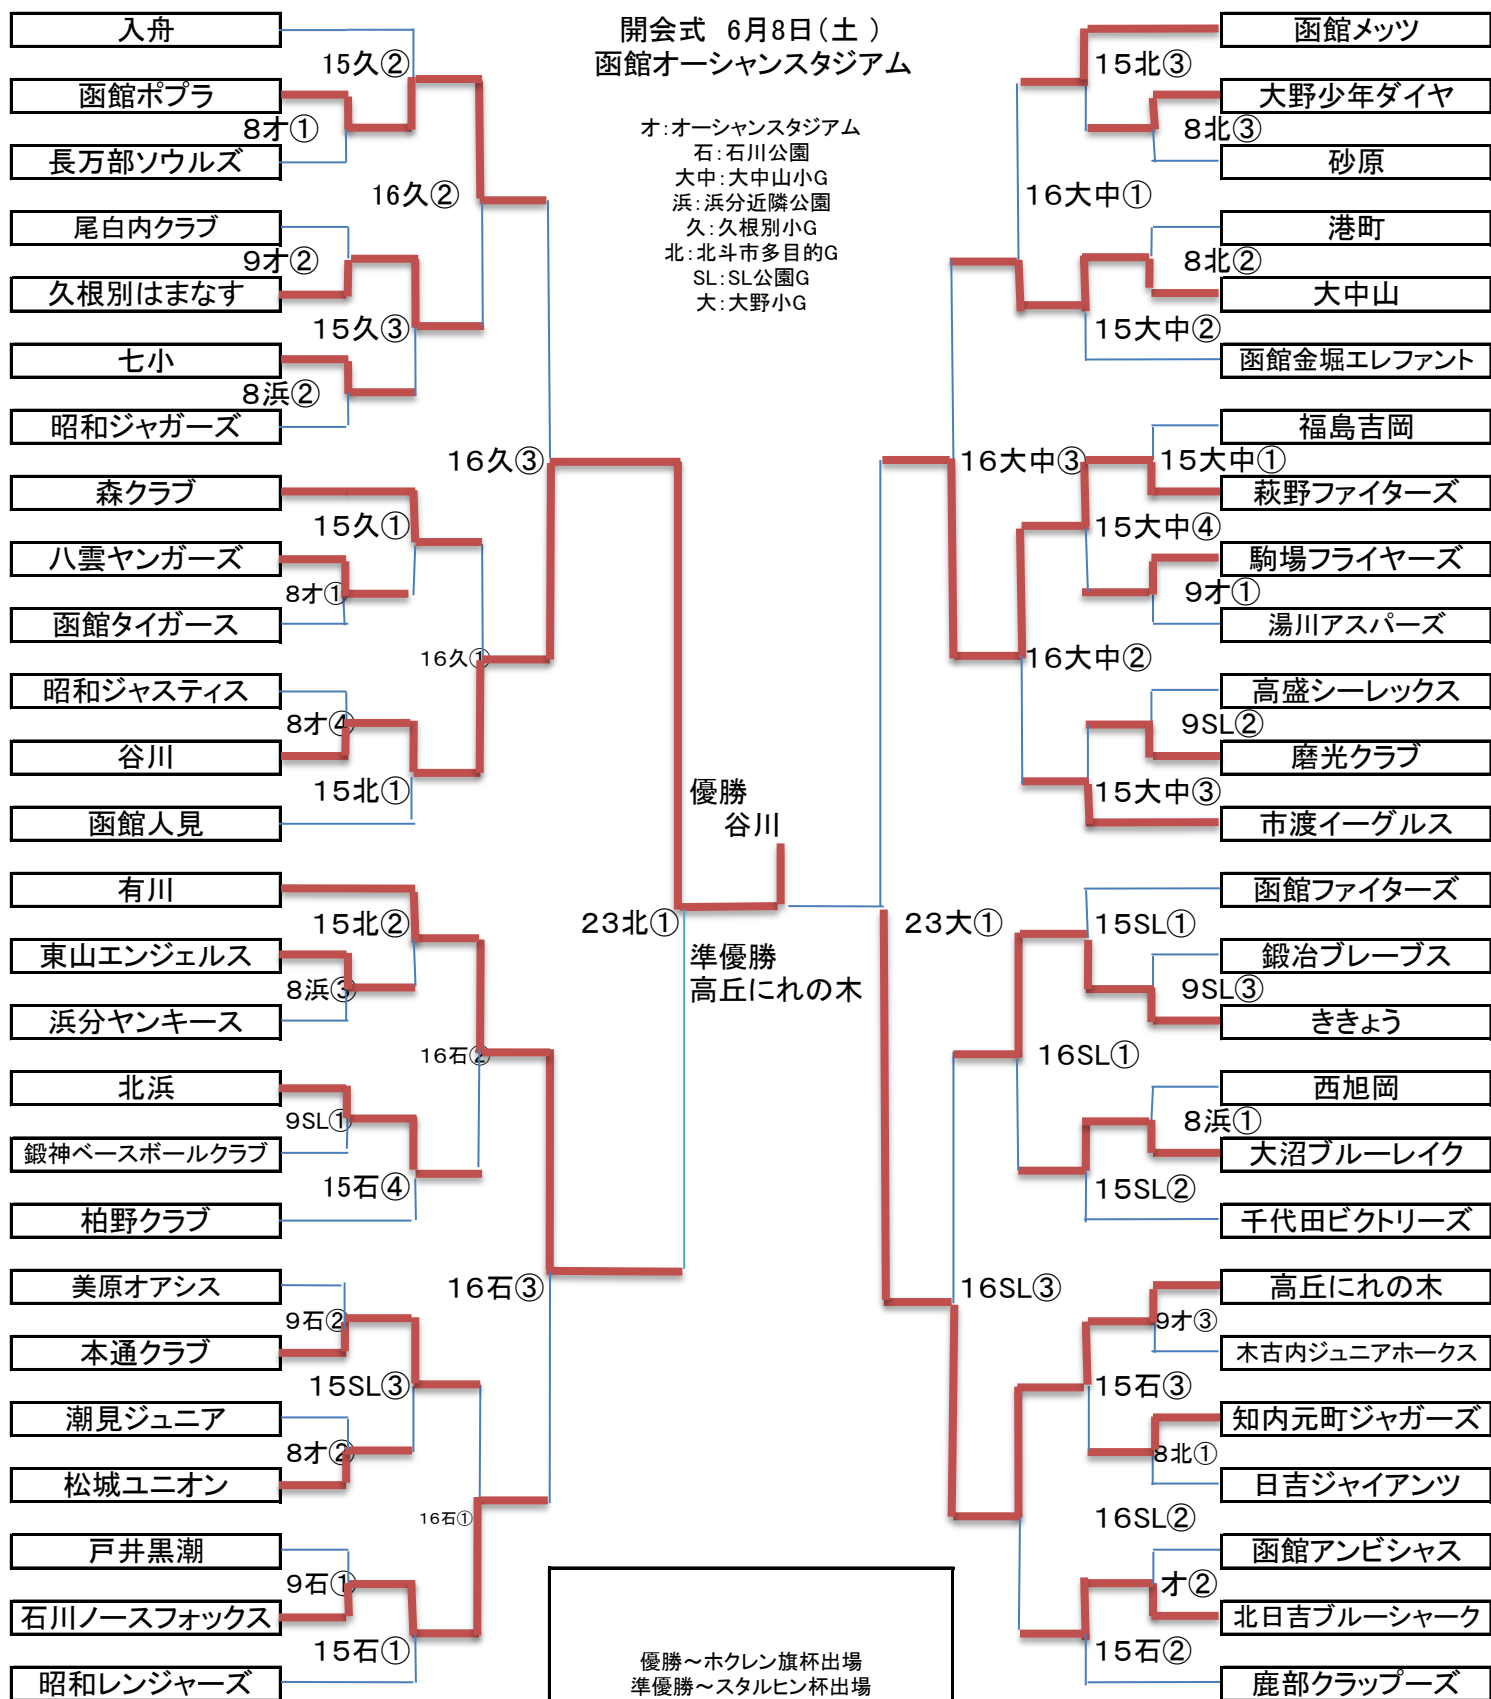 開会式 6月8日(土 )
函館オーシャンスタジアム
オ:オーシャンスタジアム
石:石川公園
大中:大中山小G
浜:浜分近隣公園
久:久根別小G
北:北斗市多目的G
SL:SL公園G
大:大野小G
入舟
15久②
函館ポプラ
8オ①
長万部ソウルズ
16久②
尾白内クラブ
9オ②
久根別はまなす
15久③
七小
8浜②
昭和ジャガーズ
16久③
森クラブ
15久①
八雲ヤンガーズ
8オ①
函館タイガース
16久①
昭和ジャスティス
8オ④
谷川
15北①
函館人見
有川
15北②
東山エンジェルス
8浜③
浜分ヤンキース
16石②
北浜
9SL①
鍛神ベースボールクラブ
15石④
柏野クラブ
16石③
美原オアシス
9石②
本通クラブ
15SL③
潮見ジュニア
8オ②
松城ユニオン
16石①
戸井黒潮
9石①
石川ノースフォックス
15石①
昭和レンジャーズ
優勝
谷川
23北①
23大①
準優勝
高丘にれの木
函館メッツ
15北③
大野少年ダイヤ
8北③
砂原
16大中①
港町
8北②
大中山
15大中②
函館金堀エレファント
福島吉岡
16大中③
15大中①
萩野ファイターズ
15大中④
駒場フライヤーズ
9オ①
湯川アスパーズ
16大中②
高盛シーレックス
9SL②
磨光クラブ
15大中③
市渡イーグルス
函館ファイターズ
15SL①
鍛冶ブレーブス
9SL③
ききょう
16SL①
西旭岡
8浜①
大沼ブルーレイク
15SL②
千代田ビクトリーズ
16SL③
高丘にれの木
9オ③
木古内ジュニアホークス
15石③
知内元町ジャガーズ
8北①
日吉ジャイアンツ
16SL②
函館アンビシャス
オ②
北日吉ブルーシャーク
15石②
鹿部クラップーズ
優勝～ホクレン旗杯出場
準優勝～スタルヒン杯出場